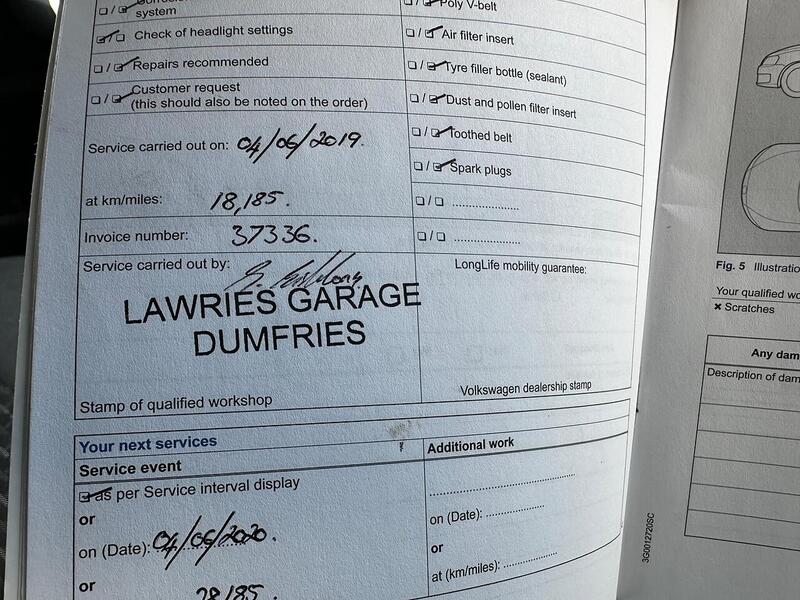 system
Check of headlight settings
Repairs recommended
Customer request
(this should also be noted on the order)
Poly V-belt
Air filter insert
Tyre filler bottle (sealant)
Dust and pollen filter insert
Toothed belt
Spark plugs
Service carried out on: 04/06/2019.
at km/miles: 18,185.
Invoice number: 37336.
Service carried out by:
LAWRIES GARAGE
DUMFRIES
Stamp of qualified workshop
LongLife mobility guarantee:
Volkswagen dealership stamp
Your next services
Service event
as per Service interval display
or
on (Date): 04/06/2020.
or
28,185.
Additional work
on (Date):
or
at (km/miles):
Fig. 5 Illustratio
Your qualified wo
✖ Scratches
Any dam
Description of dam
3G0012720SC